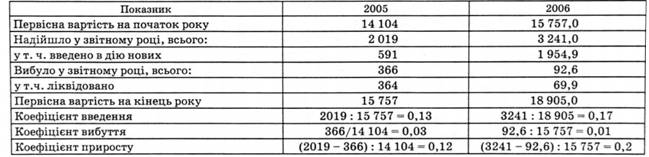 Показник 2005 2006
Первісна вартість на початок року 14 104 15 757,0
Надійшло у звітному році, всього: 2 019 3 241,0
у т. ч. введено в дію нових 591 1 954,9
Вибуло у звітному році, всього: 366 92,6
у т.ч. ліквідовано 364 69,9
Первісна вартість на кінець року 15 757 18 905,0
Коефіцієнт введення 2019 : 15 757 = 0,13 3241 : 18 905 = 0,17
Коефіцієнт вибуття 366/14 104 = 0,03 92,6 : 15 757 = 0,01
Коефіцієнт приросту (2019 – 366) : 14 104 = 0,12 (3241 – 92,6) : 15 757 = 0,2